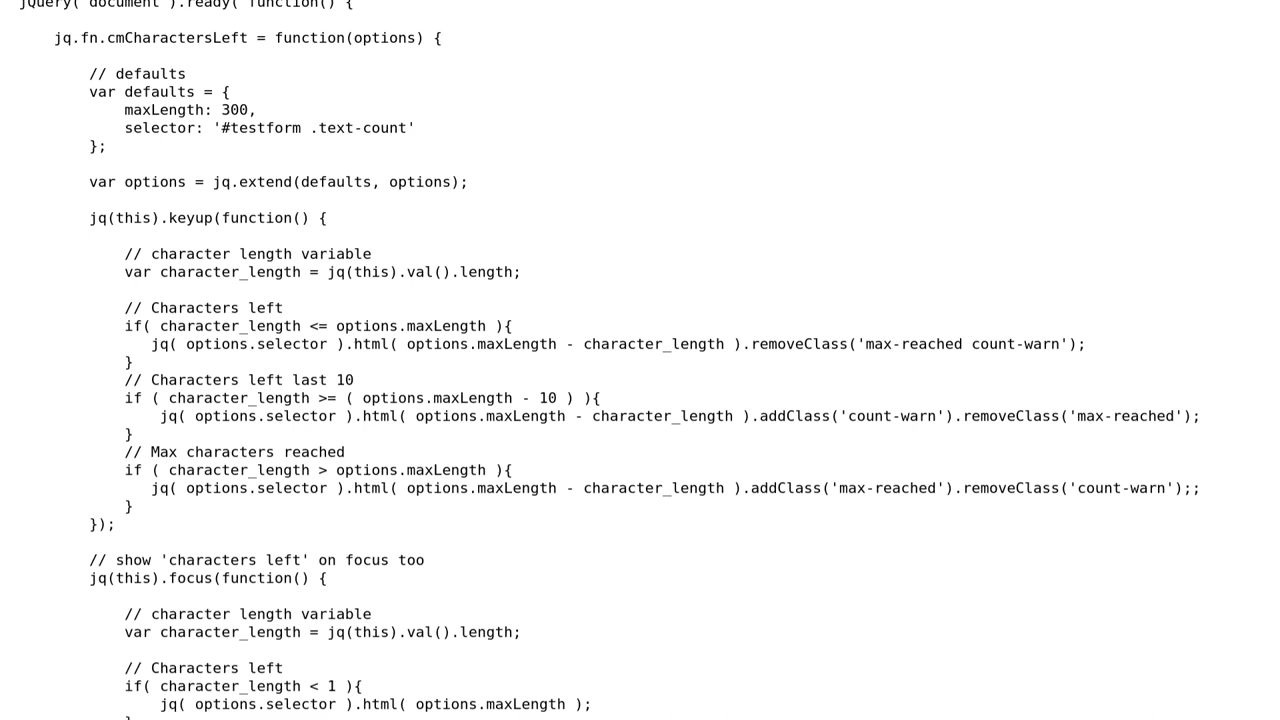 jQuery( document ).ready( function() {
jq.fn.cmCharactersLeft = function(options) {
// defaults
var defaults = {
maxLength: 300,
selector: '#testform .text-count'
};
var options = jq.extend(defaults, options);
jq(this).keyup(function() {
// character length variable
var character_length = jq(this).val().length;
// Characters left
if( character_length <= options.maxLength ){
jq( options.selector ).html( options.maxLength - character_length ).removeClass('max-reached count-warn');
}
// Characters left last 10
if ( character_length >= ( options.maxLength - 10 ) ){
jq( options.selector ).html( options.maxLength - character_length ).addClass('count-warn').removeClass('max-reached');
}
// Max characters reached
if ( character_length > options.maxLength ){
jq( options.selector ).html( options.maxLength - character_length ).addClass('max-reached').removeClass('count-warn');;
}
});
// show 'characters left' on focus too
jq(this).focus(function() {
// character length variable
var character_length = jq(this).val().length;
// Characters left
if( character_length < 1 ){
jq( options.selector ).html( options.maxLength );
}